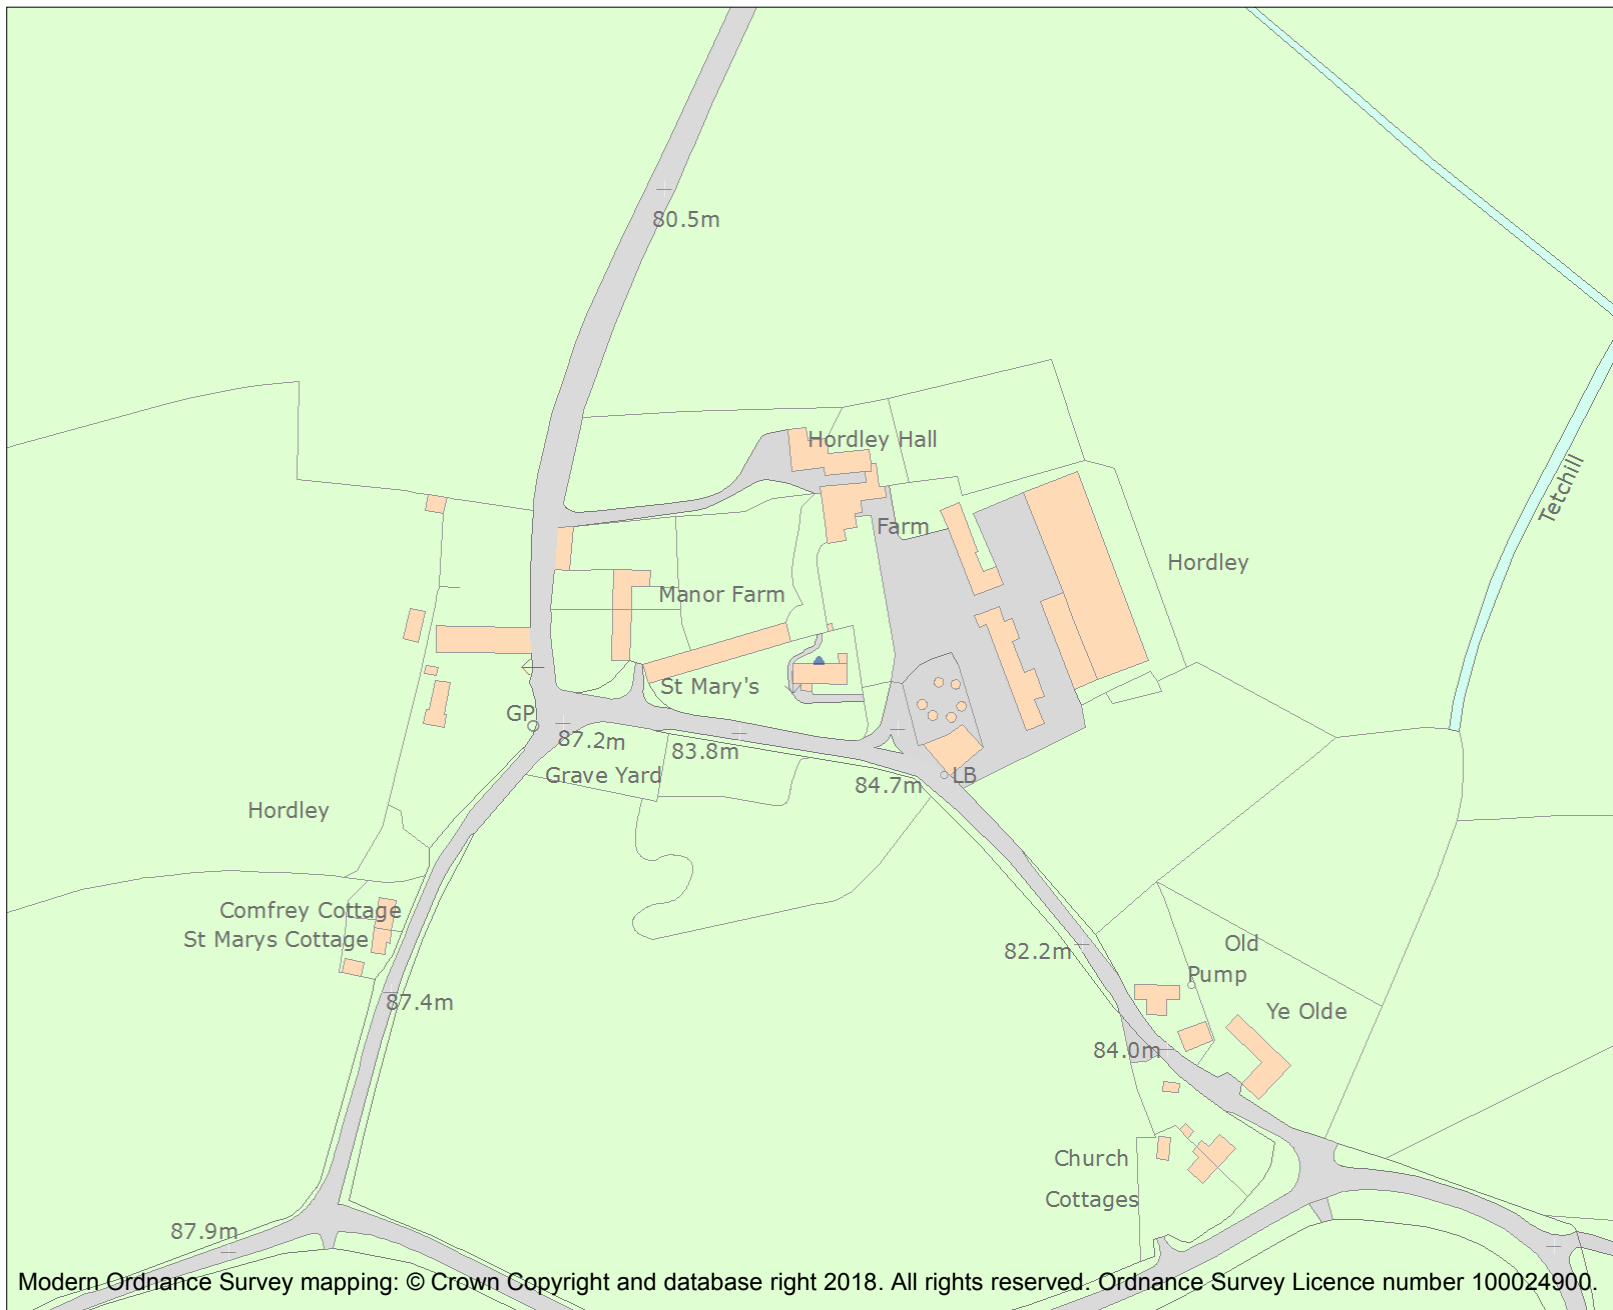 80.5m
Hordley Hall
Tetchill
Farm
Hordley
Manor Farm
St Mary's
GP
87.2m
83.8m
Grave Yard
LB
84.7m
Hordley
Comfrey Cottage
St Marys Cottage
87.4m
82.2m
Old
Pump
Ye Olde
84.0m
Church
Cottages
87.9m
Modern Ordnance Survey mapping: © Crown Copyright and database right 2018. All rights reserved. Ordnance Survey Licence number 100024900.